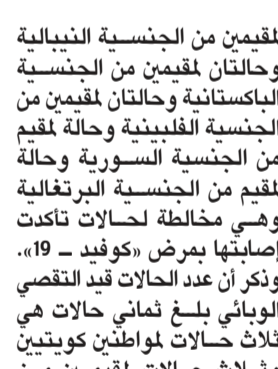 لمقيمين من الجنسية النيبالية
وحالتان لمقيمين من الجنسية
الباكستانية وحالتان لمقيمين من
الجنسية الفلبينية وحالة لمقيم
من الجنسية السورية وحالة
لمقيم من الجنسية البرتغالية
وهي مخالطة لحالات تأكدت
إصابتها بمرض «كوفيد – 19».
وذكر أن عدد الحالات قيد التقصي
الوبائي بلغ ثماني حالات هي
ثلاث حالات لمواطنين كويتيين